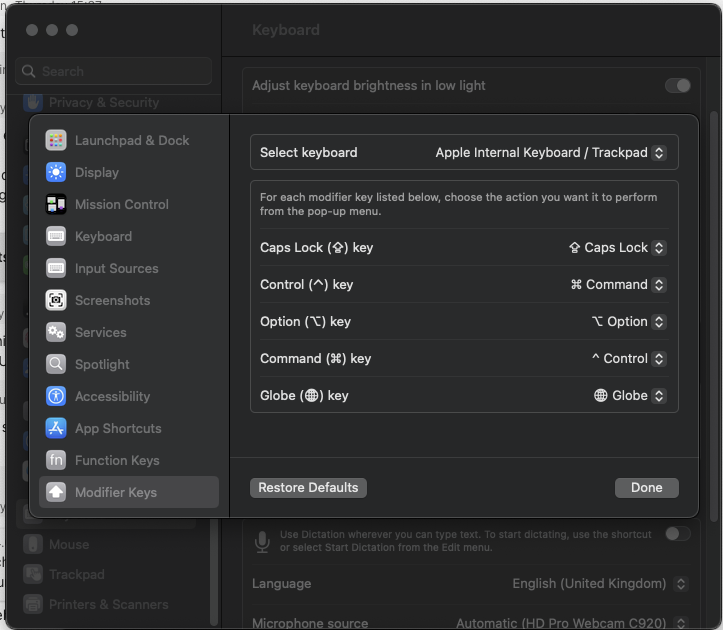 Thursday 15:07
Keyboard
Search
Adjust keyboard brightness in low light
Privacy & Security
Launchpad & Dock
Display
Mission Control
Keyboard
Input Sources
Screenshots
Services
Spotlight
Accessibility
App Shortcuts
fn Function Keys
Modifier Keys
Select keyboard
Apple Internal Keyboard / Trackpad
For each modifier key listed below, choose the action you want it to perform
from the pop-up menu.
Caps Lock (⇪) key
⇪ Caps Lock
Control (^) key
⌘ Command
Option (⌥) key
⌥ Option
Command (⌘) key
^ Control
Globe (🌐) key
🌐 Globe
Restore Defaults
Done
Mouse
Trackpad
Printers & Scanners
Use Dictation wherever you can type text. To start dictating, use the shortcut
or select Start Dictation from the Edit menu.
Language
English (United Kingdom)
Microphone source
Automatic (HD Pro Webcam C920)